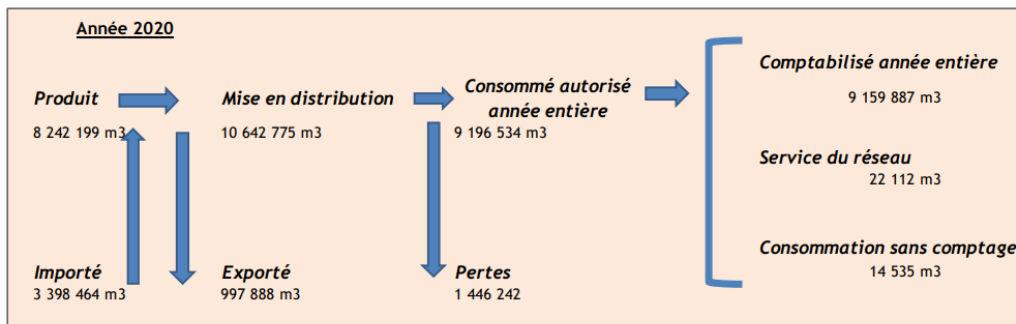 Année 2020
Produit
8 242 199 m3
Mise en distribution
10 642 775 m3
Consommé autorisé
année entière
9 196 534 m3
Comptabilisé année entière
9 159 887 m3
Service du réseau
22 112 m3
Consommation sans comptage
14 535 m3
Importé
3 398 464 m3
Exporté
997 888 m3
Pertes
1 446 242